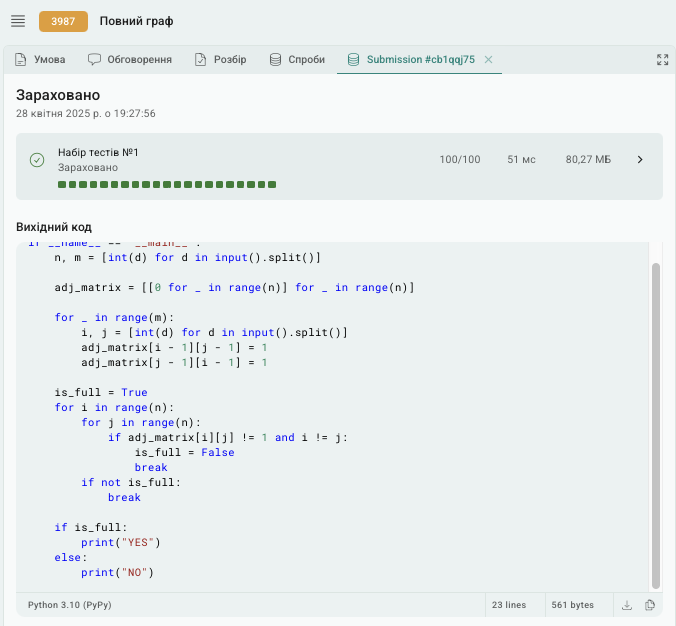 3987 Повний граф
Умова Обговорення Розбір Спроби Submission #cb1qqj75
Зараховано
28 квітня 2025 р. о 19:27:56
Набір тестів №1
Зараховано
100/100 51 мс 80,27 МБ
Вихідний код
if __name__ == "__main__":
    n, m = [int(d) for d in input().split()]
    adj_matrix = [[0 for _ in range(n)] for _ in range(n)]
    for _ in range(m):
        i, j = [int(d) for d in input().split()]
        adj_matrix[i - 1][j - 1] = 1
        adj_matrix[j - 1][i - 1] = 1
    is_full = True
    for i in range(n):
        for j in range(n):
            if adj_matrix[i][j] != 1 and i != j:
                is_full = False
                break
        if not is_full:
            break
    if is_full:
        print("YES")
    else:
        print("NO")
Python 3.10 (PyPy) 23 lines 561 bytes